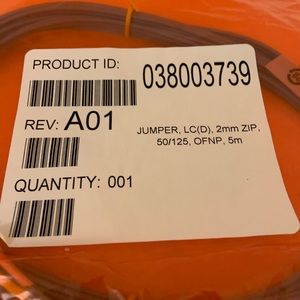 PRODUCT ID:
038003739
REV: A01
JUMPER, LC(D), 2mm ZIP,
50/125, OFNP, 5m
QUANTITY: 001